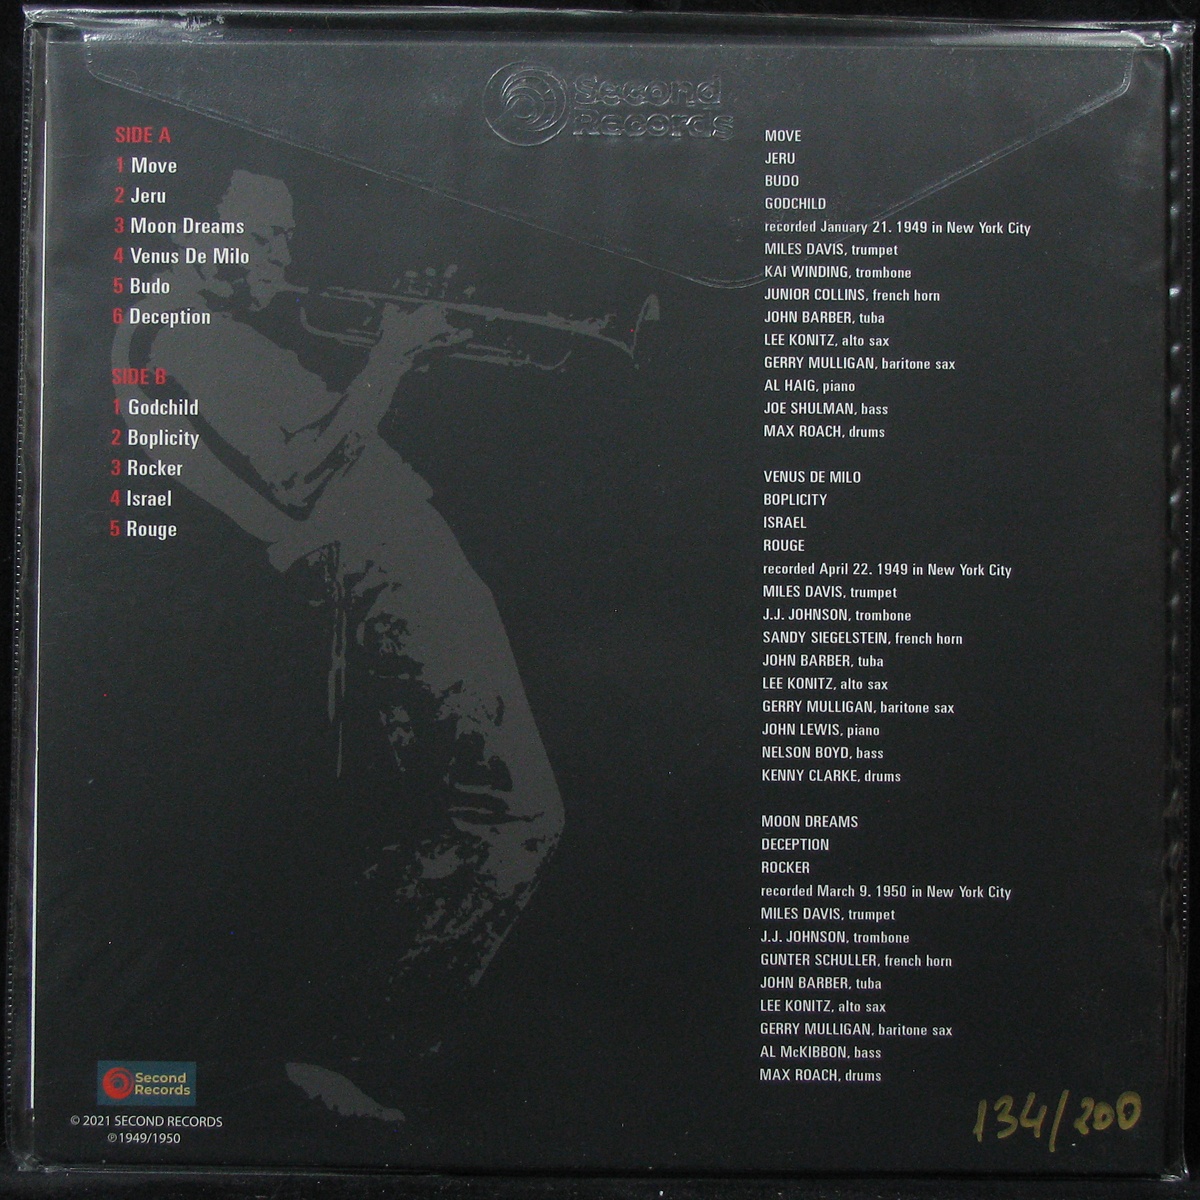 Second
Records
SIDE A
1 Move
2 Jeru
3 Moon Dreams
4 Venus De Milo
5 Budo
6 Deception
SIDE B
1 Godchild
2 Boplicity
3 Rocker
4 Israel
5 Rouge
MOVE
JERU
BUDO
GODCHILD
recorded January 21. 1949 in New York City
MILES DAVIS, trumpet
KAI WINDING, trombone
JUNIOR COLLINS, french horn
JOHN BARBER, tuba
LEE KONITZ, alto sax
GERRY MULLIGAN, baritone sax
AL HAIG, piano
JOE SHULMAN, bass
MAX ROACH, drums
VENUS DE MILO
BOPLICITY
ISRAEL
ROUGE
recorded April 22. 1949 in New York City
MILES DAVIS, trumpet
J.J. JOHNSON, trombone
SANDY SIEGELSTEIN, french horn
JOHN BARBER, tuba
LEE KONITZ, alto sax
GERRY MULLIGAN, baritone sax
JOHN LEWIS, piano
NELSON BOYD, bass
KENNY CLARKE, drums
MOON DREAMS
DECEPTION
ROCKER
recorded March 9. 1950 in New York City
MILES DAVIS, trumpet
J.J. JOHNSON, trombone
GUNTER SCHULLER, french horn
JOHN BARBER, tuba
LEE KONITZ, alto sax
GERRY MULLIGAN, baritone sax
AL McKIBBON, bass
MAX ROACH, drums
Second
Records
© 2021 SECOND RECORDS
℗ 1949/1950
134/200